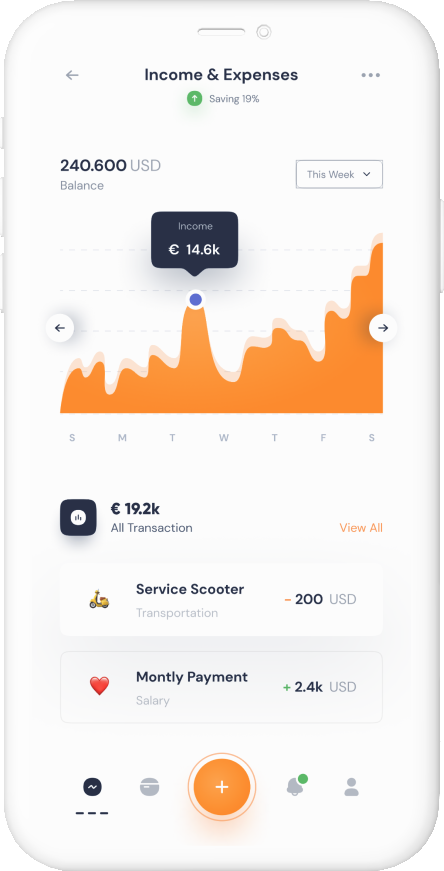 Income & Expenses
Saving 19%
240.600 USD
This Week
Balance
Income
€ 14.6k
S M T W T F S
€ 19.2k
All Transaction
View All
Service Scooter
- 200 USD
Transportation
Montly Payment
+ 2.4k USD
Salary